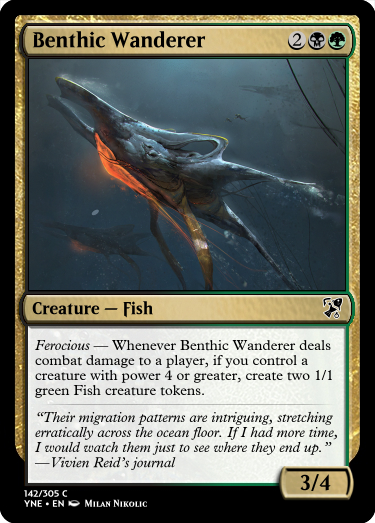 Benthic Wanderer 2
Creature — Fish
Ferocious — Whenever Benthic Wanderer deals
combat damage to a player, if you control a
creature with power 4 or greater, create two 1/1
green Fish creature tokens.
“Their migration patterns are intriguing, stretching
erratically across the ocean floor. If I had more time,
I would watch them just to see where they end up.”
—Vivien Reid’s journal
3/4
142/305 C
YNE • EN Milan Nikolic